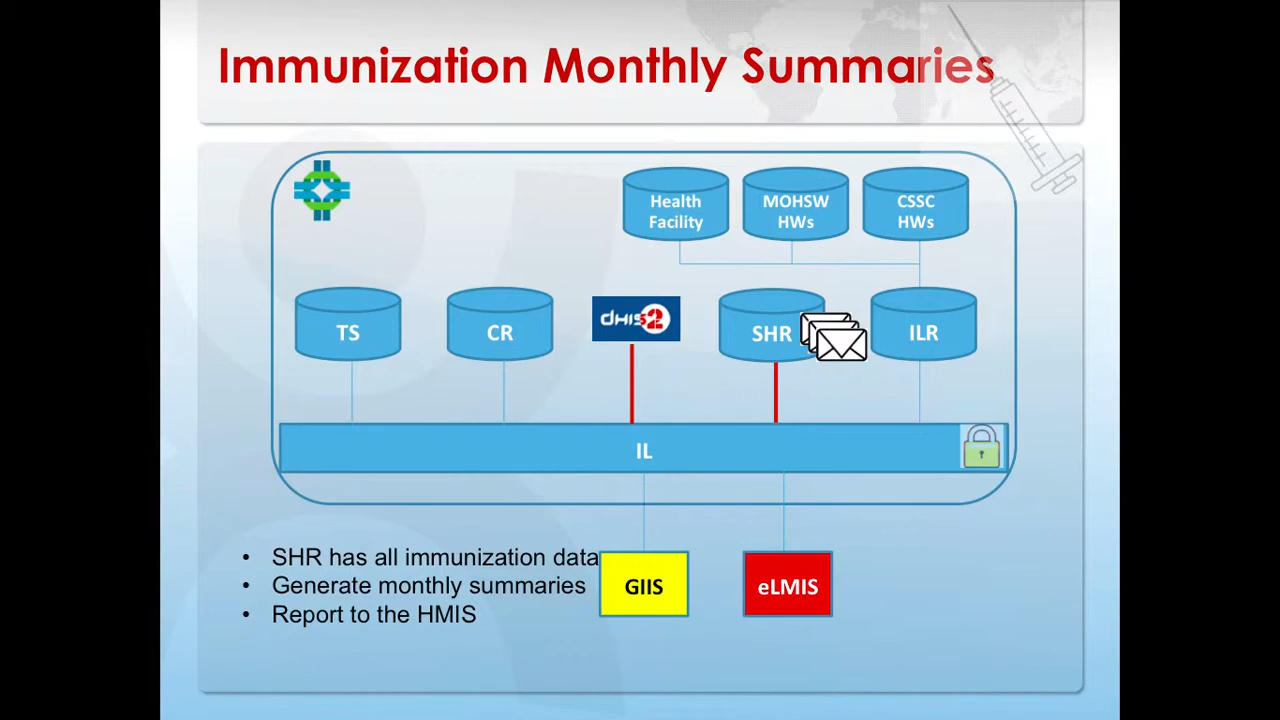 Immunization Monthly Summaries
Health
Facility
MOHSW
HWs
CSSC
HWs
TS
CR
dHIS2
SHR
ILR
IL
• SHR has all immunization data
• Generate monthly summaries
• Report to the HMIS
GIIS
eLMIS